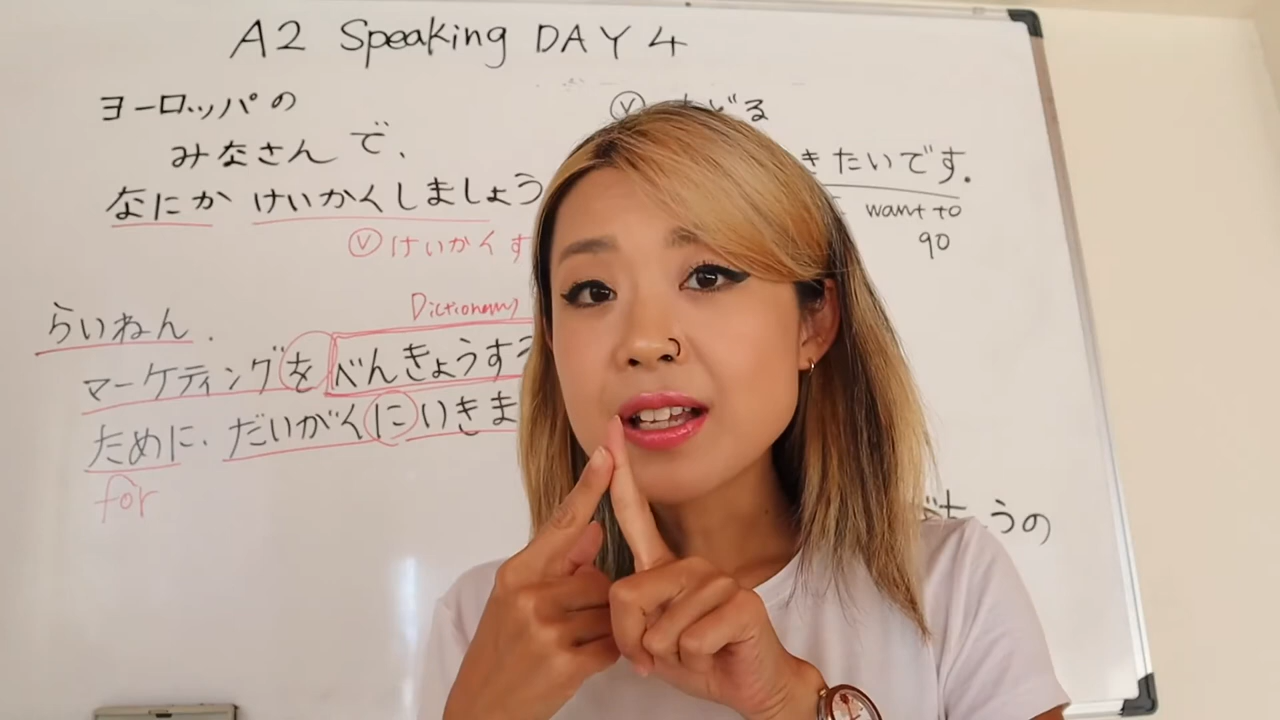 A2 Speaking DAY 4
ヨーロッパの
みなさんで、
なにか けいかくしましょう
Ⓥ けいかくす
らいねん.
Dictionary
マーケティングを べんきょうする
ために、だいがくにいきま
for
Ⓥ
きたいです。
want to
go
うの